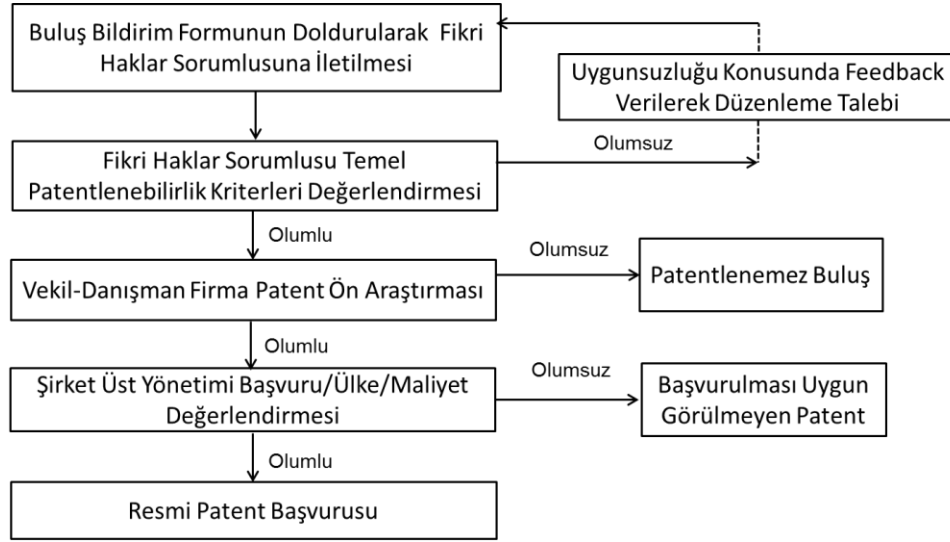 Buluş Bildirim Formunun Doldurularak Fikri
Haklar Sorumlusuna İletilmesi
Uygunsuzluğu Konusunda Feedback
Verilerek Düzenleme Talebi
Olumsuz
Fikri Haklar Sorumlusu Temel
Patentlenebilirlik Kriterleri Değerlendirmesi
Olumlu
Olumsuz
Vekil-Danışman Firma Patent Ön Araştırması
Patentlenemez Buluş
Olumlu
Olumsuz
Şirket Üst Yönetimi Başvuru/Ülke/Maliyet
Değerlendirmesi
Başvurulması Uygun
Görülmeyen Patent
Olumlu
Resmi Patent Başvurusu